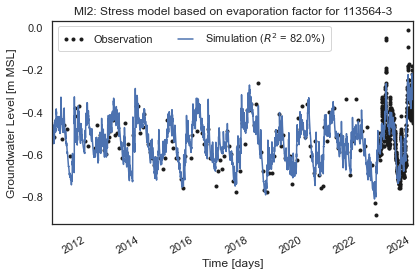 MI2: Stress model based on evaporation factor for 113564-3
Observation
Simulation (R² = 82.0%)
Groundwater Level [m MSL]
0.0
−0.2
−0.4
−0.6
−0.8
2012
2014
2016
2018
2020
2022
2024
Time [days]